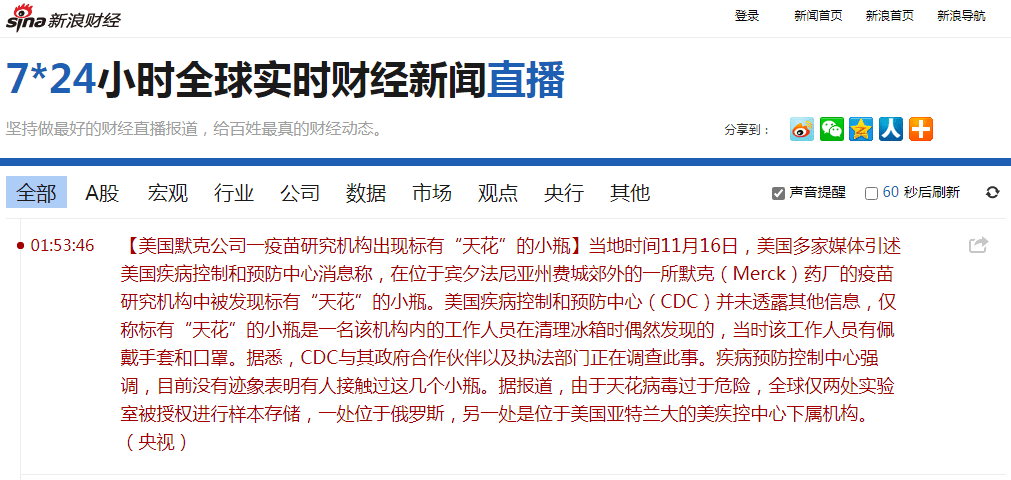 sina新浪财经
登录 新闻首页 新浪首页 新浪导航
7*24小时全球实时财经新闻直播
坚持做最好的财经直播报道，给百姓最真的财经动态。
分享到：
全部 A股 宏观 行业 公司 数据 市场 观点 央行 其他 声音提醒 60 秒后刷新
01:53:46 【美国默克公司一疫苗研究机构出现标有“天花”的小瓶】当地时间11月16日，美国多家媒体引述
美国疾病控制和预防中心消息称，在位于宾夕法尼亚州费城郊外的一所默克（Merck）药厂的疫苗
研究机构中被发现标有“天花”的小瓶。美国疾病控制和预防中心（CDC）并未透露其他信息，仅
称标有“天花”的小瓶是一名该机构内的工作人员在清理冰箱时偶然发现的，当时该工作人员有佩
戴手套和口罩。据悉，CDC与其政府合作伙伴以及执法部门正在调查此事。疾病预防控制中心强
调，目前没有迹象表明有人接触过这几个小瓶。据报道，由于天花病毒过于危险，全球仅两处实验
室被授权进行样本存储，一处位于俄罗斯，另一处是位于美国亚特兰大的美疾控中心下属机构。
（央视）